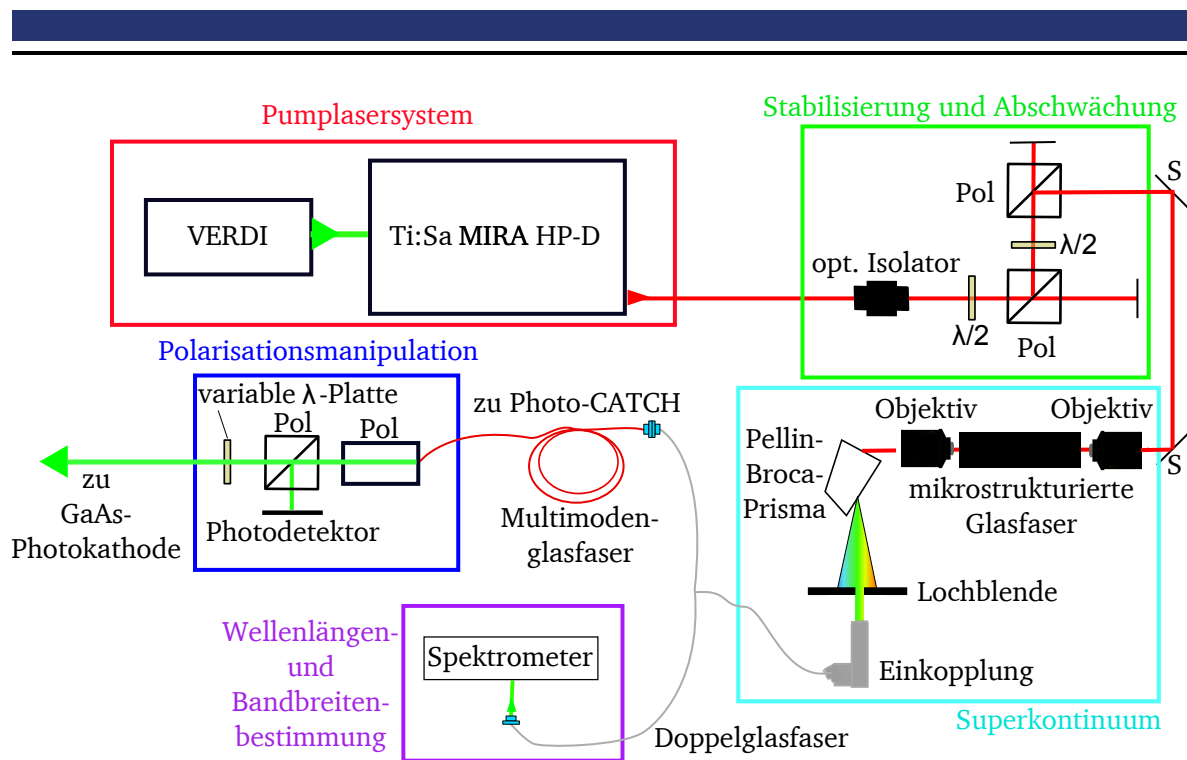 Pumplasersystem
Stabilisierung und Abschwächung
VERDI
Ti:Sa MIRA HP-D
Pol
S
λ/2
opt. Isolator
λ/2
Pol
Polarisationsmanipulation
variable λ-Platte
Pol
Pol
zu
GaAs-
Photokathode
Photodetektor
zu Photo-CATCH
Multimoden-
glasfaser
Objektiv
Objektiv
S
Pellin-
Broca-
Prisma
mikrostrukturierte
Glasfaser
Lochblende
Einkopplung
Superkontinuum
Wellenlängen-
und
Bandbreiten-
bestimmung
Spektrometer
Doppelglasfaser